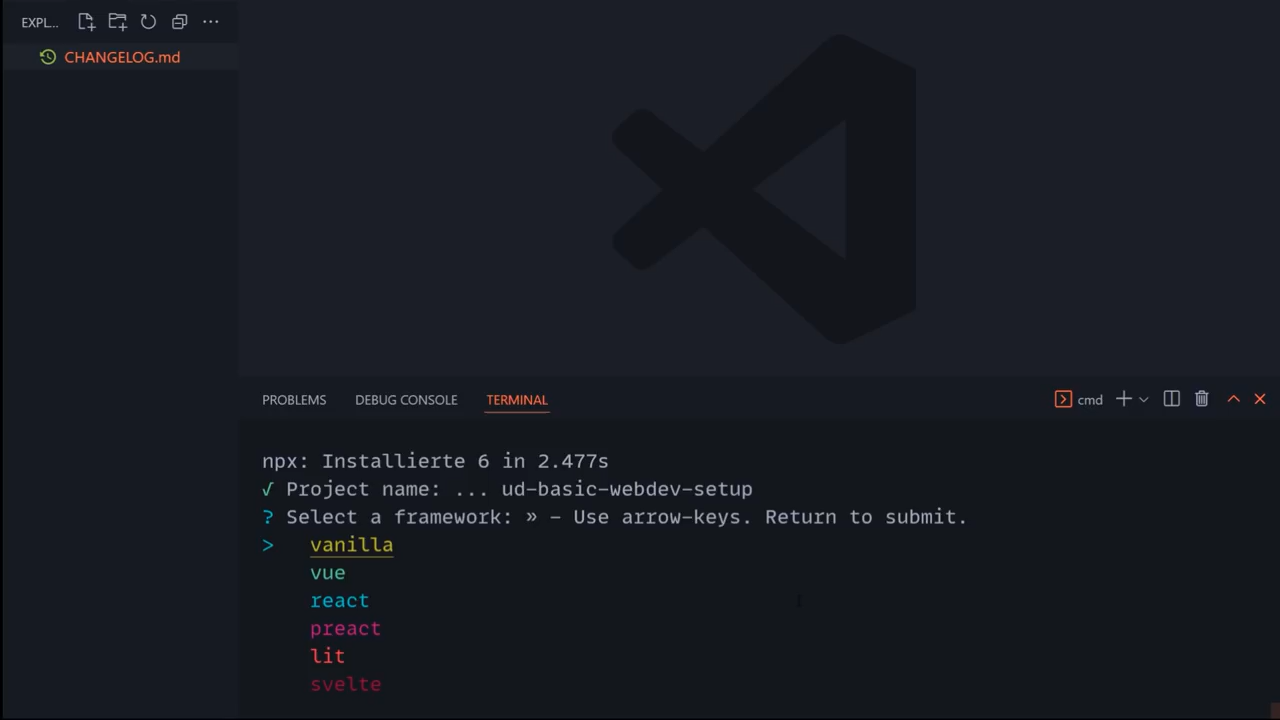 EXPL...
CHANGELOG.md
PROBLEMS DEBUG CONSOLE TERMINAL cmd
npx: Installierte 6 in 2.477s
√ Project name: ... ud-basic-webdev-setup
? Select a framework: » - Use arrow-keys. Return to submit.
> vanilla
vue
react
preact
lit
svelte